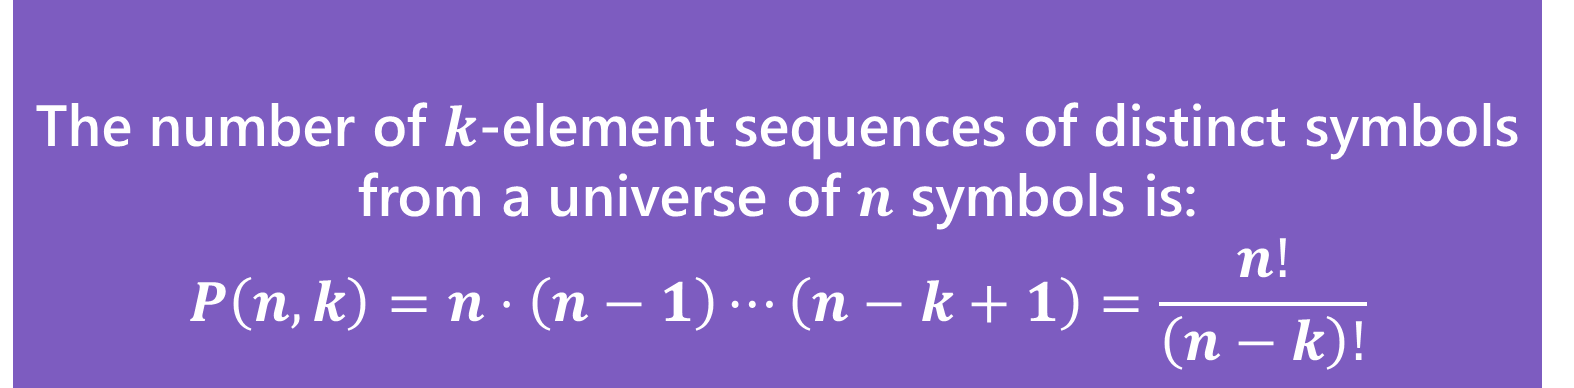 The number of k-element sequences of distinct symbols
from a universe of n symbols is:
P(n, k) = n · (n − 1) ⋯ (n − k + 1) = n! / (n − k)!